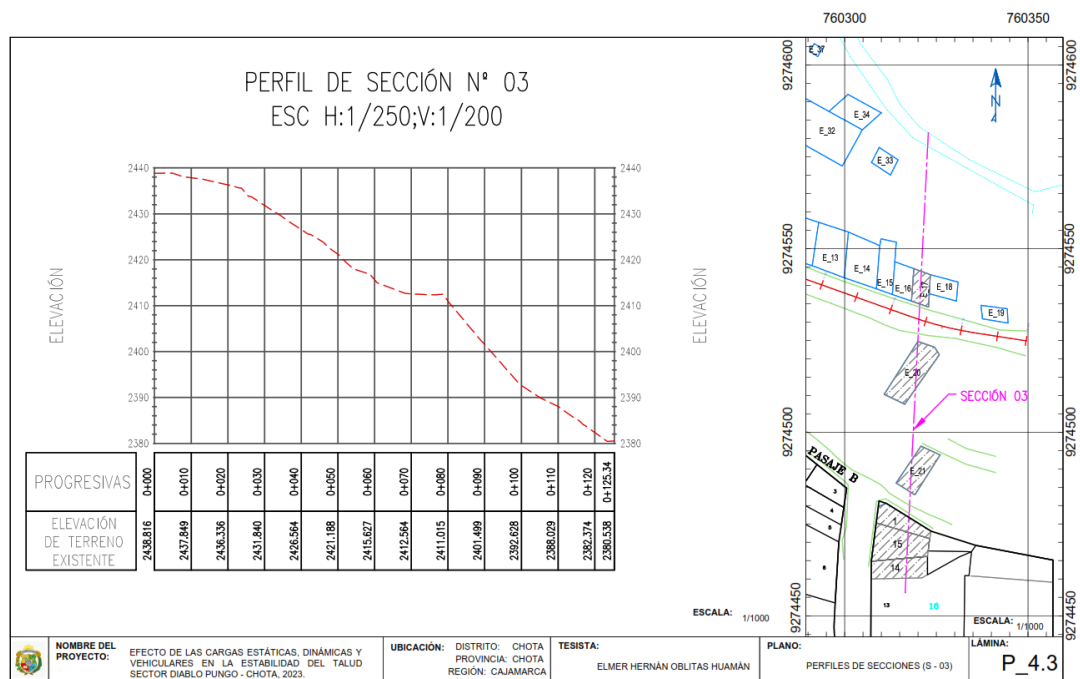 PERFIL DE SECCIÓN Nº 03
ESC H:1/250;V:1/200
2440
2430
2420
2410
2400
2390
2380
ELEVACIÓN
2440
2430
2420
2410
2400
2390
2380
ELEVACIÓN
PROGRESIVAS
0+000
0+010
0+020
0+030
0+040
0+050
0+060
0+070
0+080
0+090
0+100
0+110
0+120
0+125.34
ELEVACIÓN
DE TERRENO
EXISTENTE
2438.816
2437.849
2436.336
2431.840
2426.564
2421.188
2415.627
2412.564
2411.015
2401.499
2392.628
2388.029
2382.374
2380.538
ESCALA: 1/1000
760300
760350
9274600
9274550
9274500
9274450
9274600
9274550
9274500
9274450
N
E_37
E_34
E_32
E_33
E_13
E_14
E_15
E_16
E_17
E_18
E_19
E_20
SECCIÓN 03
E_21
PASAJE B
3
4
5
6
1
15
14
13
16
ESCALA: 1/1000
NOMBRE DEL
PROYECTO:
EFECTO DE LAS CARGAS ESTÁTICAS, DINÁMICAS Y
VEHICULARES EN LA ESTABILIDAD DEL TALUD
SECTOR DIABLO PUNGO - CHOTA, 2023.
UBICACIÓN: DISTRITO: CHOTA
PROVINCIA: CHOTA
REGIÓN: CAJAMARCA
TESISTA:
ELMER HERNÁN OBLITAS HUAMÁN
PLANO:
PERFILES DE SECCIONES (S - 03)
LÁMINA:
P_4.3